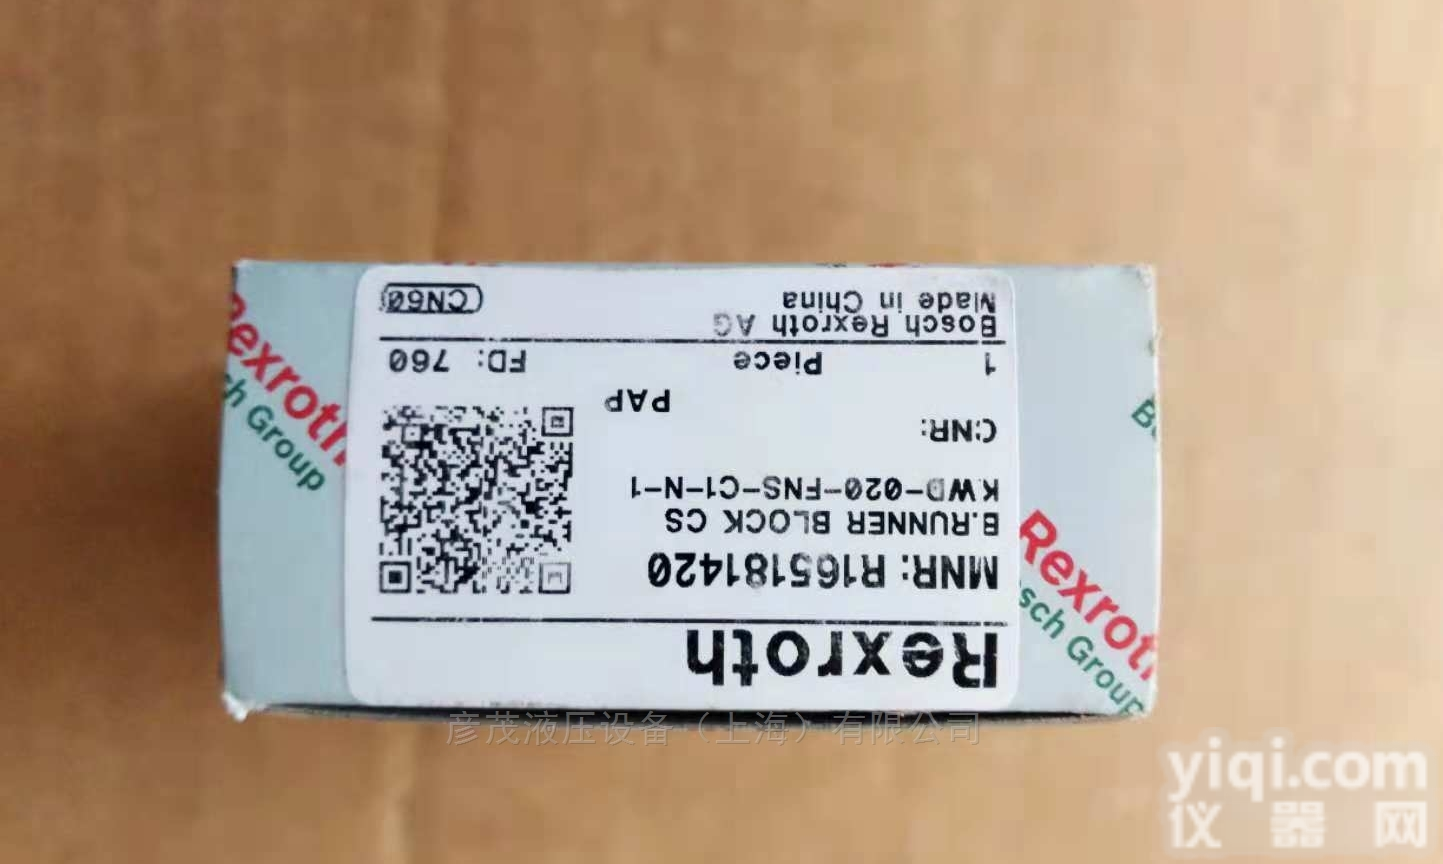 Rexroth
MNR: R165181420
B.RUNNER BLOCK CS
KWD-020-FNS-C1-N-1
CNR:
PAP
1 Piece FD: 760
Bosch Rexroth AG
Made in China
CN60
Rexroth
sch Group
Rexroth
ch Group
彦茂液压设备（上海）有限公司
yiqi.com
仪器网